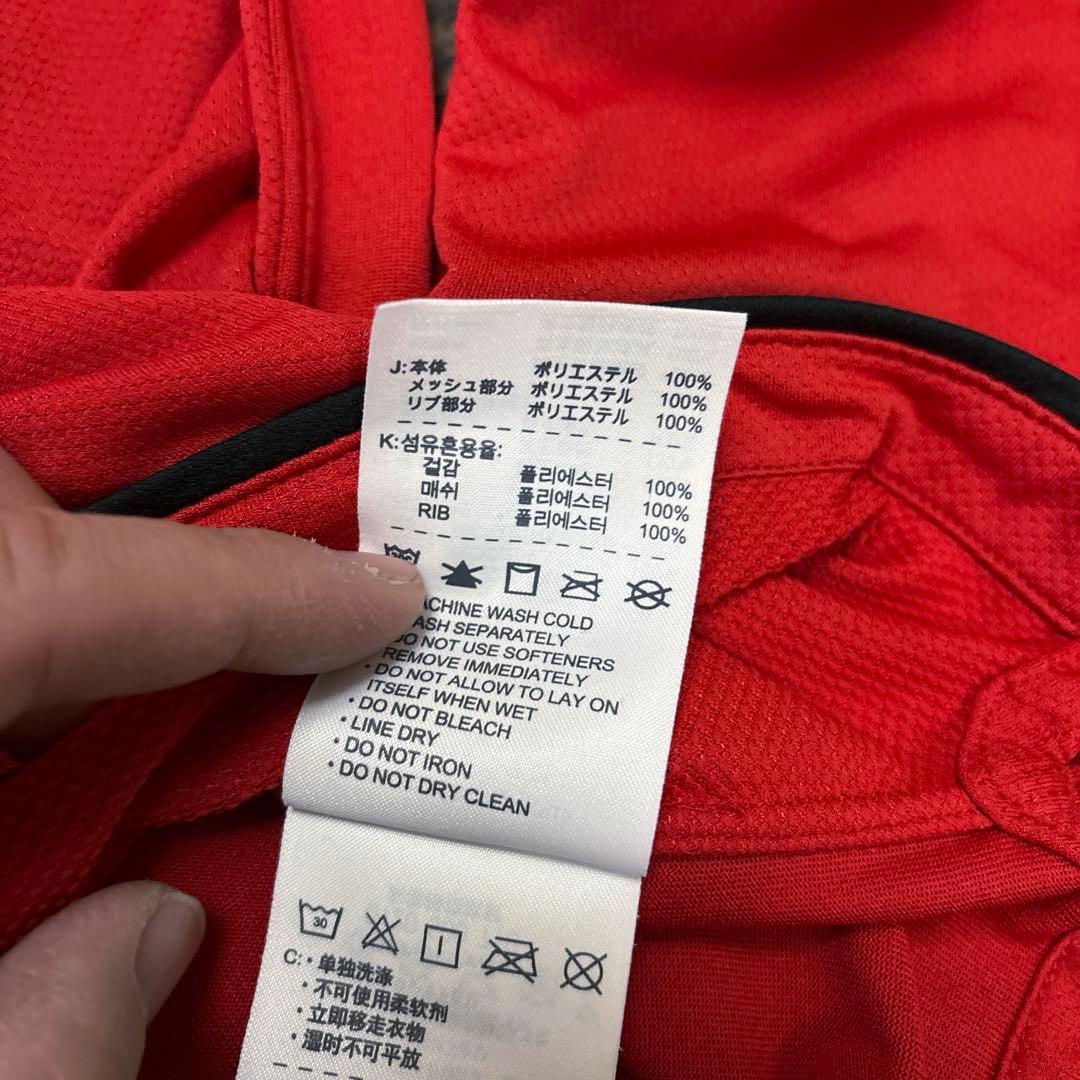 J: 本体 ポリエステル 100%
メッシュ部分 ポリエステル 100%
リブ部分 ポリエステル 100%
K: 섬유혼용율:
겉감 폴리에스터 100%
매쉬 폴리에스터 100%
RIB 폴리에스터 100%
WASH COLD
SEPARATELY
DO NOT USE SOFTENERS
REMOVE IMMEDIATELY
• DO NOT ALLOW TO LAY ON
ITSELF WHEN WET
• DO NOT BLEACH
• LINE DRY
• DO NOT IRON
• DO NOT DRY CLEAN
30
C: • 单独洗涤
• 不可使用柔软剂
• 立即移走衣物
• 湿时不可平放